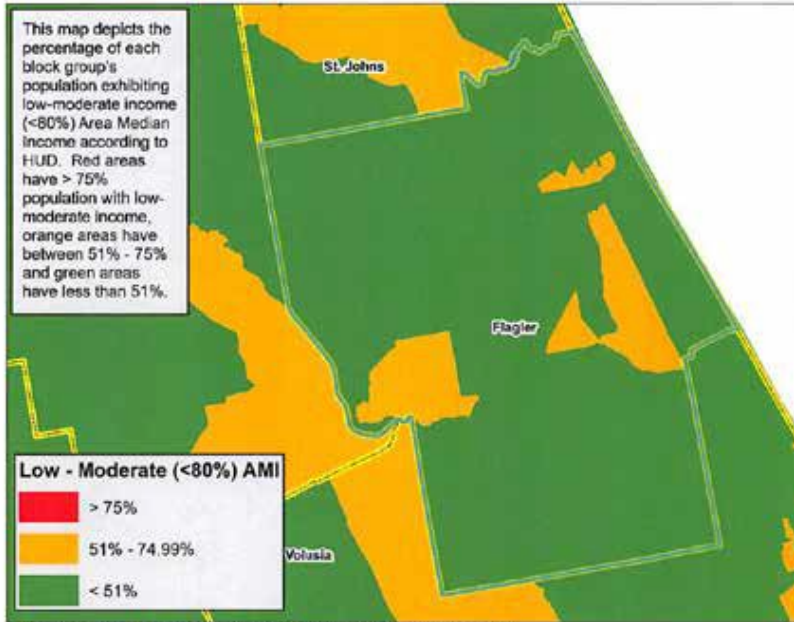 This map depicts the
percentage of each
block group's
population exhibiting
low-moderate income
(<80%) Area Median
Income according to
HUD. Red areas
have > 75%
population with low-
moderate income,
orange areas have
between 51% - 75%
and green areas
have less than 51%.
St. Johns
Flagler
Low - Moderate (<80%) AMI
> 75%
51% - 74.99%
< 51%
Volusia